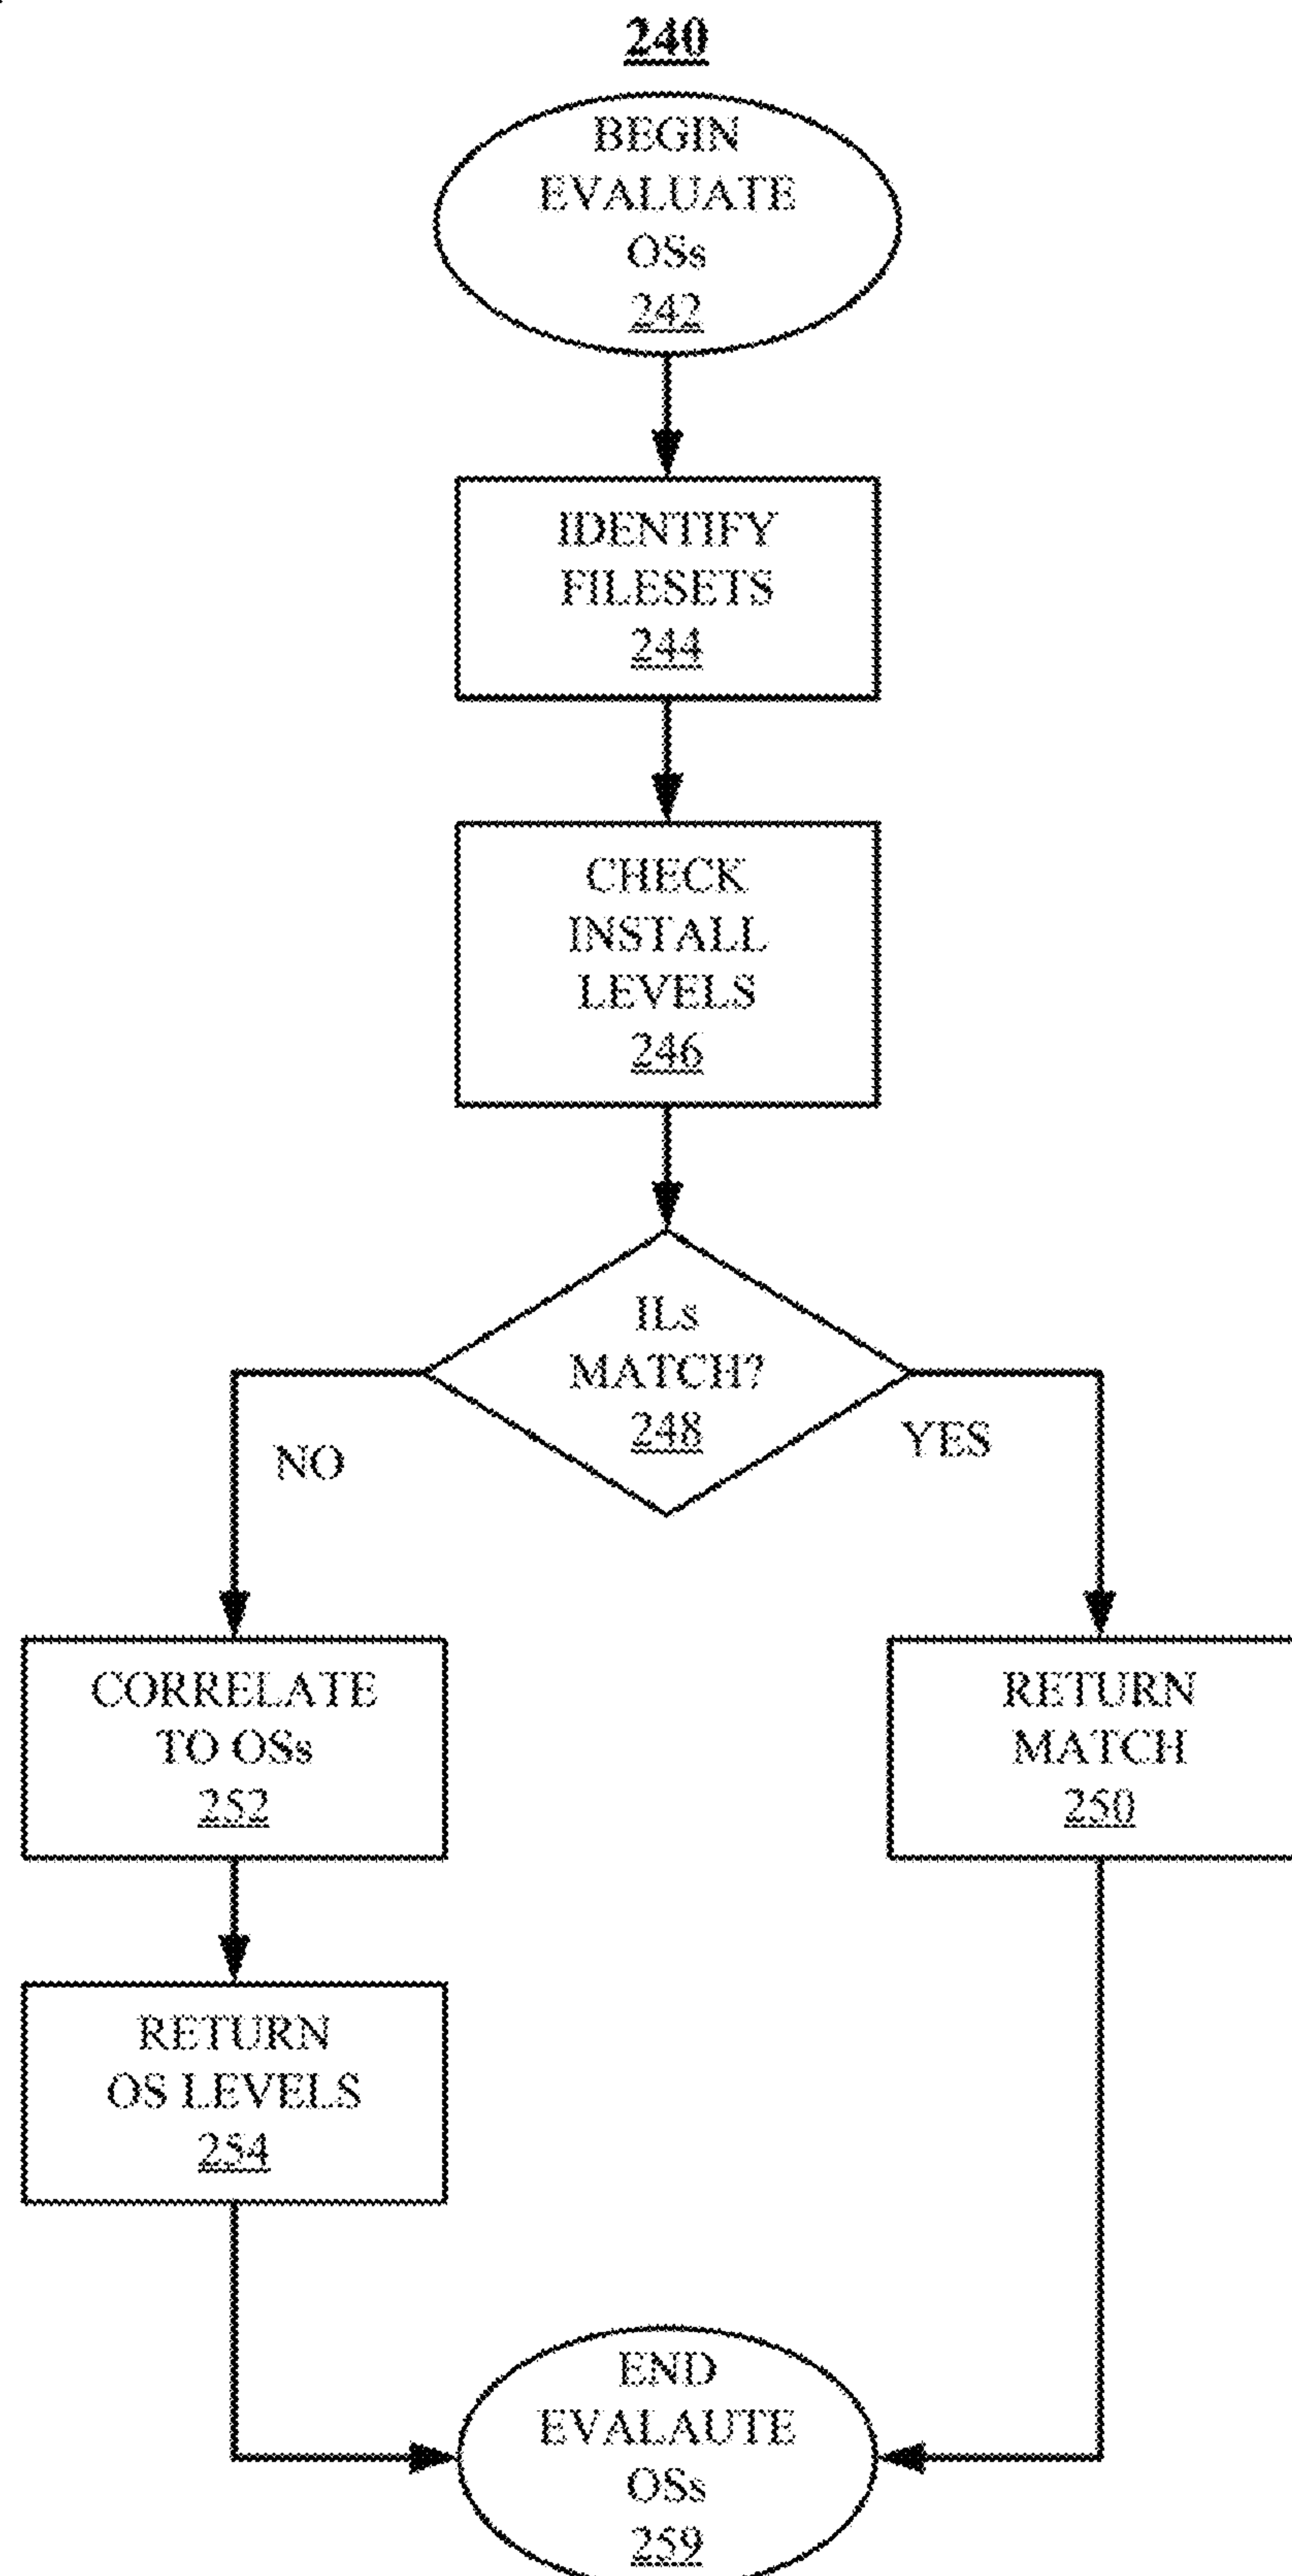 240
BEGIN
EVALUATE
OSs
242
IDENTIFY
FILESETS
244
CHECK
INSTALL
LEVELS
246
ILs
MATCH?
248
NO
YES
CORRELATE
TO OSs
252
RETURN
MATCH
250
RETURN
OS LEVELS
254
END
EVALAUTE
OSs
259